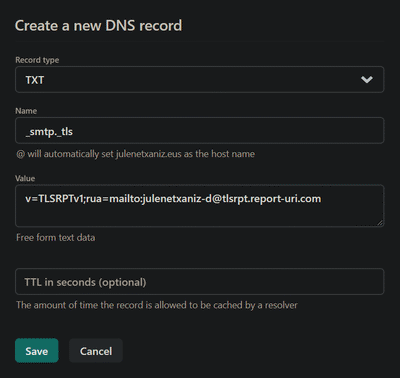 Create a new DNS record
Record type
TXT
Name
_smtp._tls
@ will automatically set julenetxaniz.eus as the host name
Value
v=TLSRPTv1;rua=mailto:julenetxaniz-d@tlsrpt.report-uri.com
Free form text data
TTL in seconds (optional)
The amount of time the record is allowed to be cached by a resolver
Save
Cancel